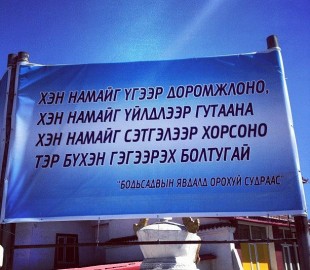 ХЭН НАМАЙГ ҮГЭЭР ДОРОМЖЛОНО,
ХЭН НАМАЙГ ҮЙЛДЛЭЭР ГУТААНА
ХЭН НАМАЙГ СЭТГЭЛЭЭР ХОРСОНО
ТЭР БҮХЭН ГЭГЭЭРЭХ БОЛТУГАЙ
"БОДЬСАДВЫН ЯВДАЛД ОРОХУЙ СУДРААС"